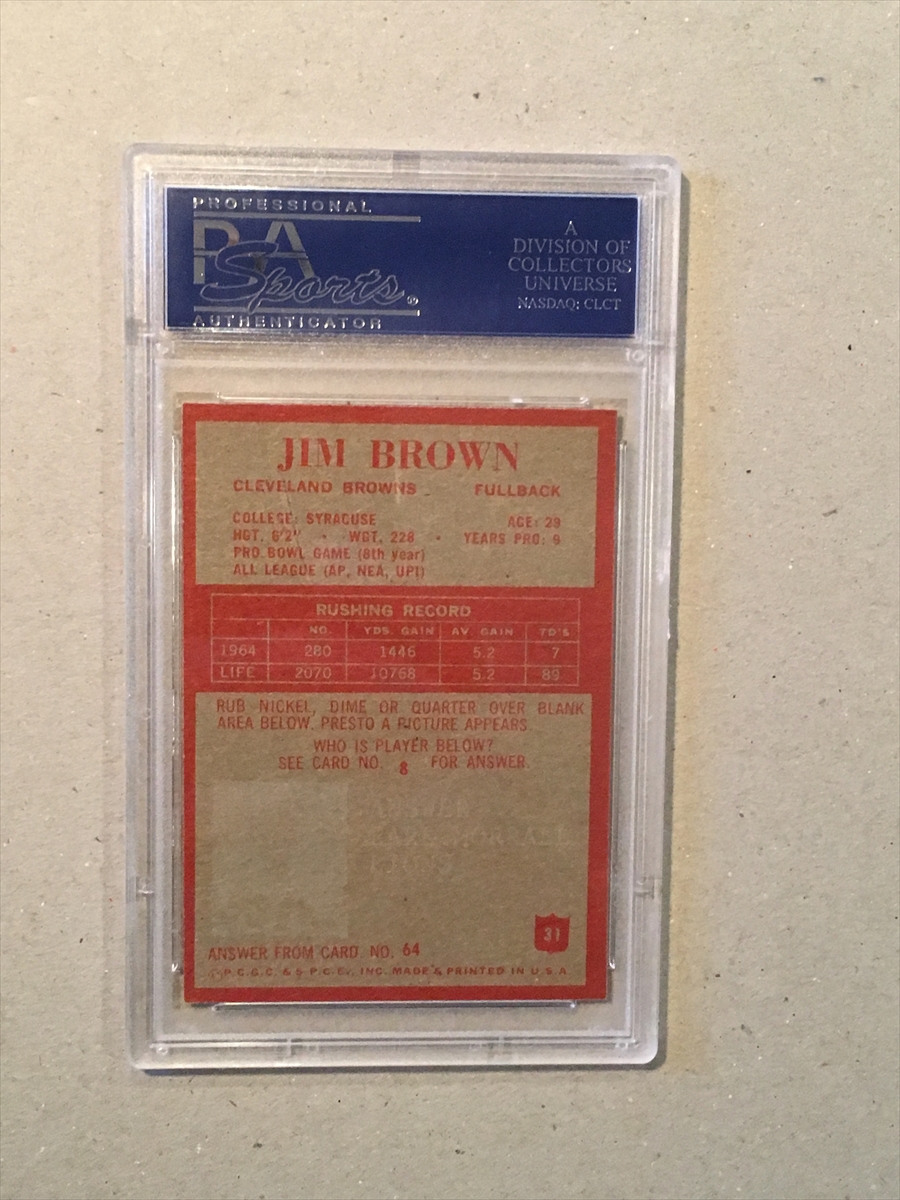 PROFESSIONAL
PSA
Sports®
AUTHENTICATOR
A
DIVISION OF
COLLECTORS
UNIVERSE
NASDAQ: CLCT
JIM BROWN
CLEVELAND BROWNS FULLBACK
COLLEGE: SYRACUSE AGE: 29
HGT. 6'2" • WGT. 228 • YEARS PRO: 9
PRO BOWL GAME (8th year)
ALL LEAGUE (AP, NEA, UPI)
RUSHING RECORD
NO. YDS. GAIN AV. GAIN TD'S
1964 280 1446 5.2 7
LIFE 2070 10768 5.2 89
RUB NICKEL, DIME OR QUARTER OVER BLANK
AREA BELOW. PRESTO A PICTURE APPEARS.
WHO IS PLAYER BELOW?
SEE CARD NO. 8 FOR ANSWER.
31
ANSWER FROM CARD NO. 64
P.C.G.C. & S.P.C.E., INC. MADE & PRINTED IN U.S.A.